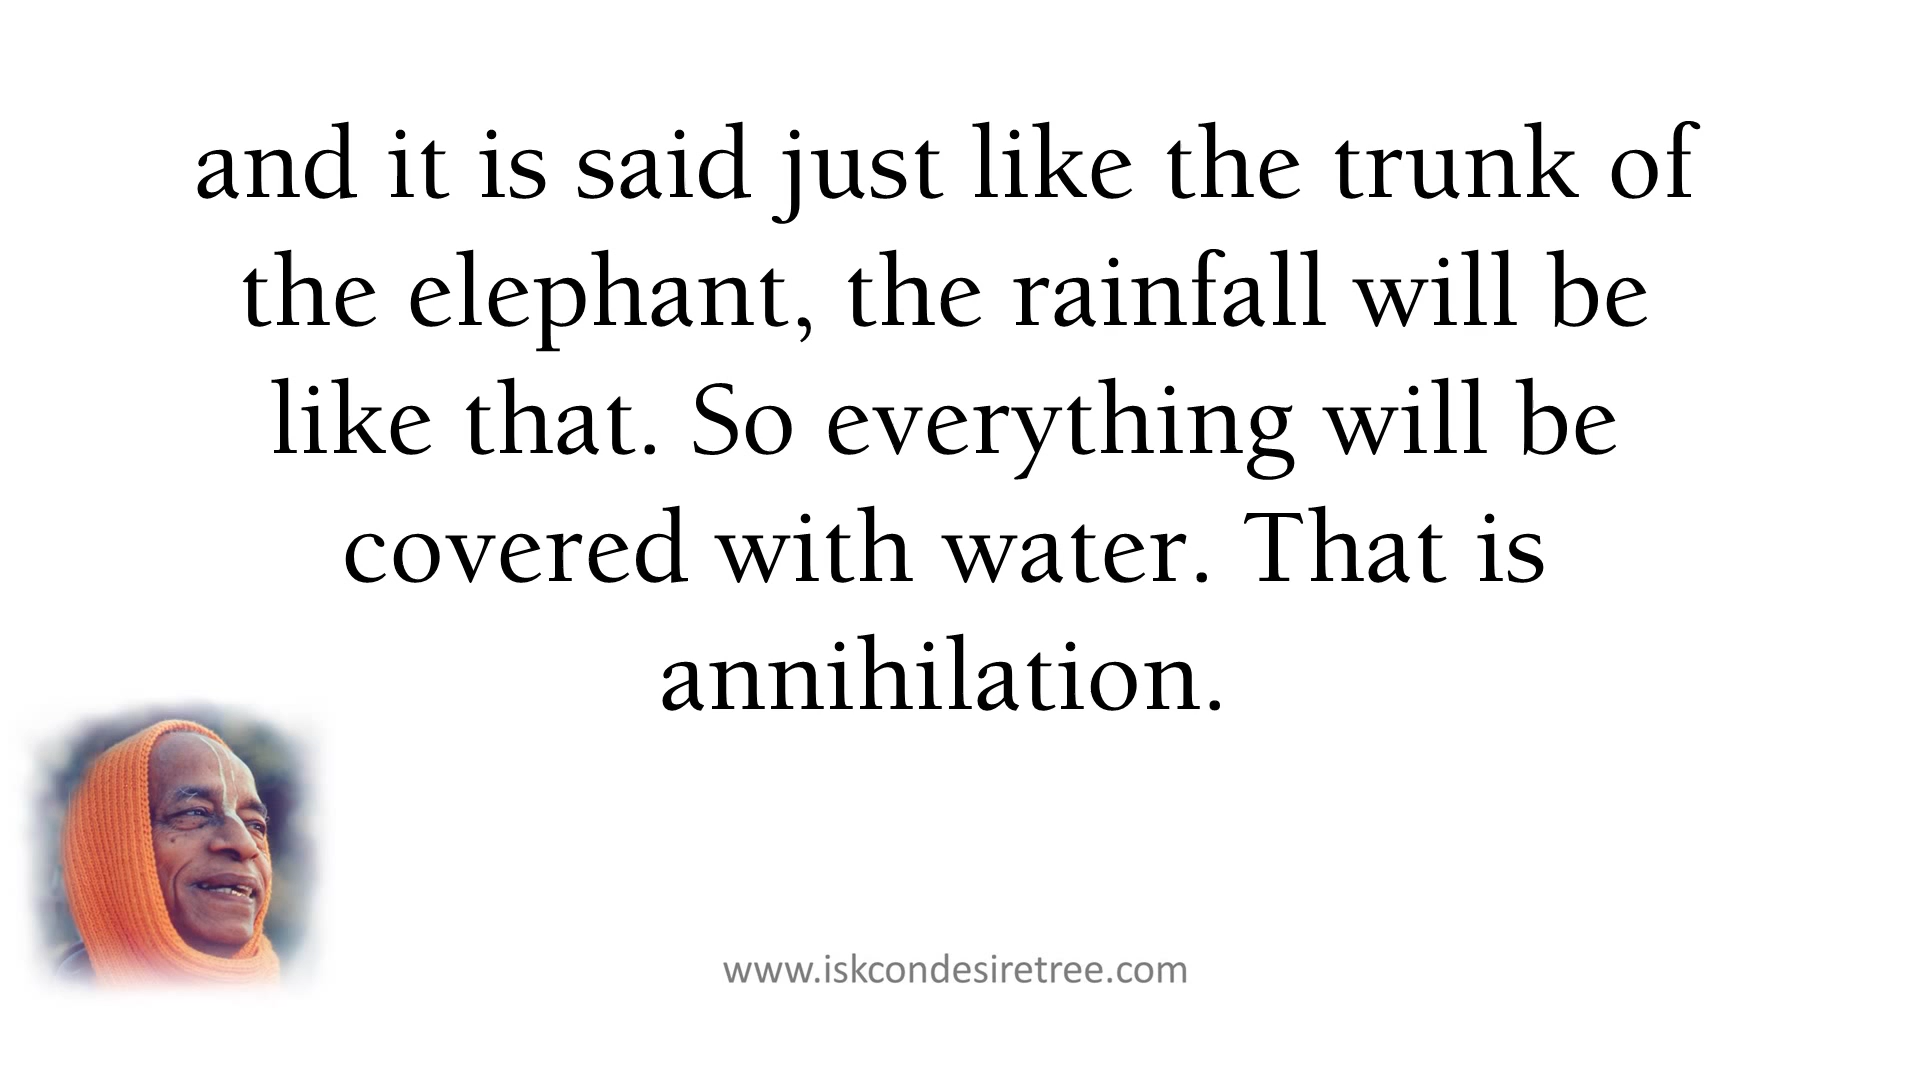 and it is said just like the trunk of
the elephant, the rainfall will be
like that. So everything will be
covered with water. That is
annihilation.
www.iskcondesiretree.com